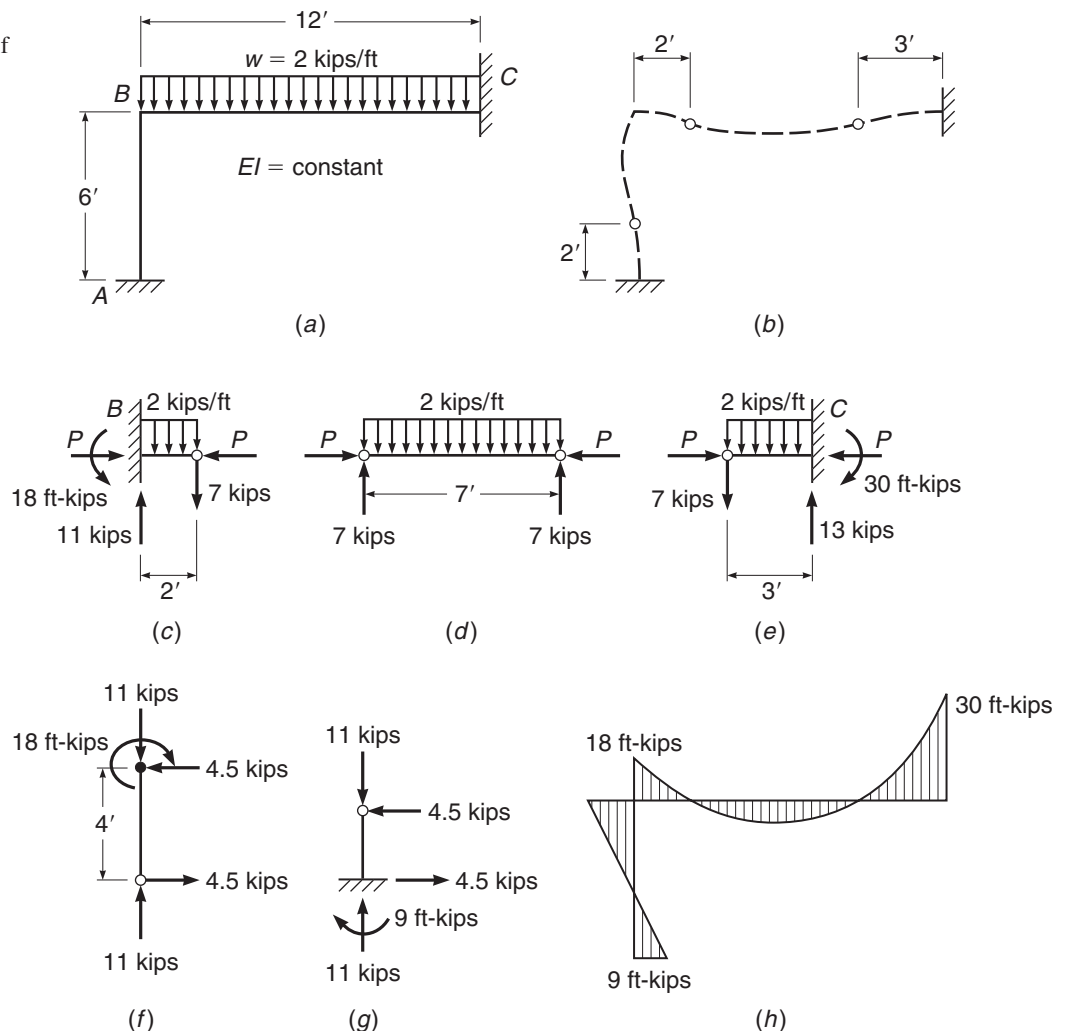 f
12′
w = 2 kips/ft
B
C
EI = constant
6′
A
(a)
2′
3′
2′
(b)
B
2 kips/ft
P
P
18 ft-kips
7 kips
11 kips
2′
(c)
2 kips/ft
P
P
7′
7 kips
7 kips
(d)
2 kips/ft
C
P
P
7 kips
30 ft-kips
13 kips
3′
(e)
11 kips
18 ft-kips
4.5 kips
4′
4.5 kips
11 kips
(f)
11 kips
4.5 kips
4.5 kips
9 ft-kips
11 kips
(g)
30 ft-kips
18 ft-kips
9 ft-kips
(h)